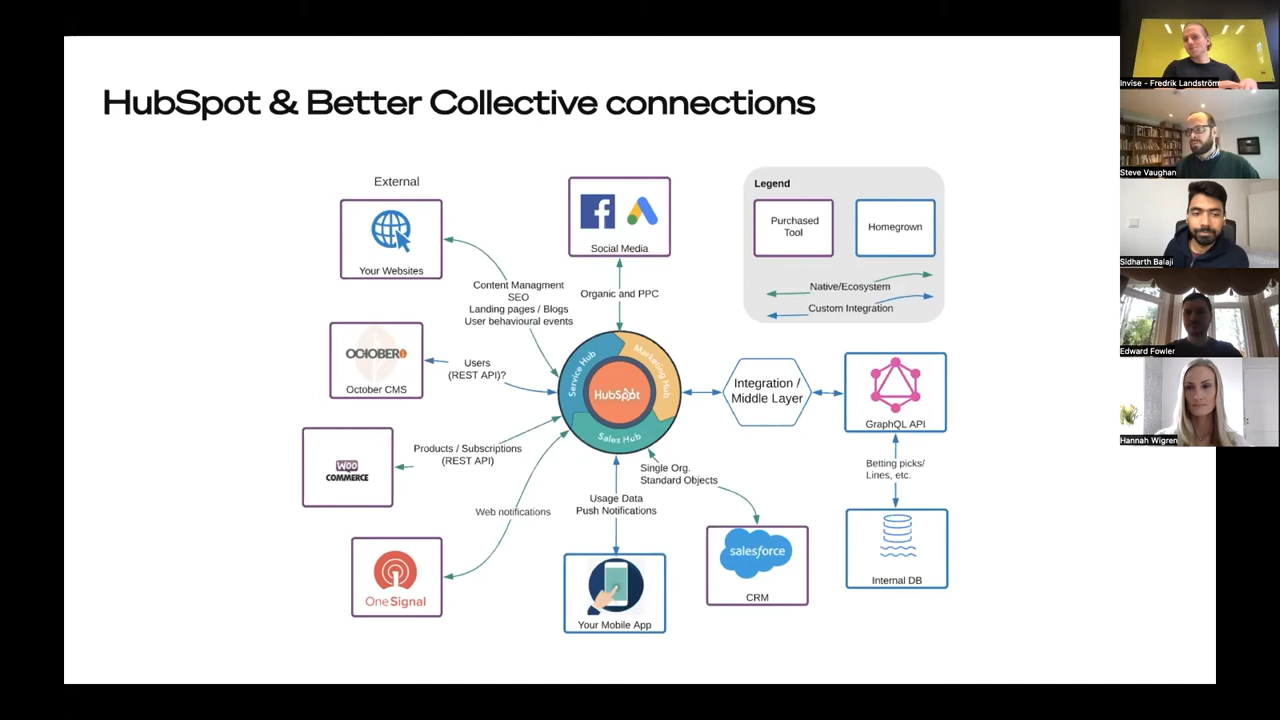 HubSpot & Better Collective connections
External
Your Websites
Content Managment
SEO
Landing pages / Blogs
User behavioural events
Social Media
Organic and PPC
Legend
Purchased
Tool
Homegrown
Native/Ecosystem
Custom Integration
OCTOBER
October CMS
Users
(REST API)?
Service Hub
Marketing Hub
Sales Hub
HubSpot
Integration /
Middle Layer
GraphQL API
WOO
COMMERCE
Products / Subscriptions
(REST API)
Single Org.
Standard Objects
Betting picks/
Lines, etc.
Web notifications
Usage Data
Push Notifications
OneSignal
Your Mobile App
salesforce
CRM
Internal DB
Invise - Fredrik Landström
Steve Vaughan
Sidharth Balaji
Edward Fowler
Hannah Wigren